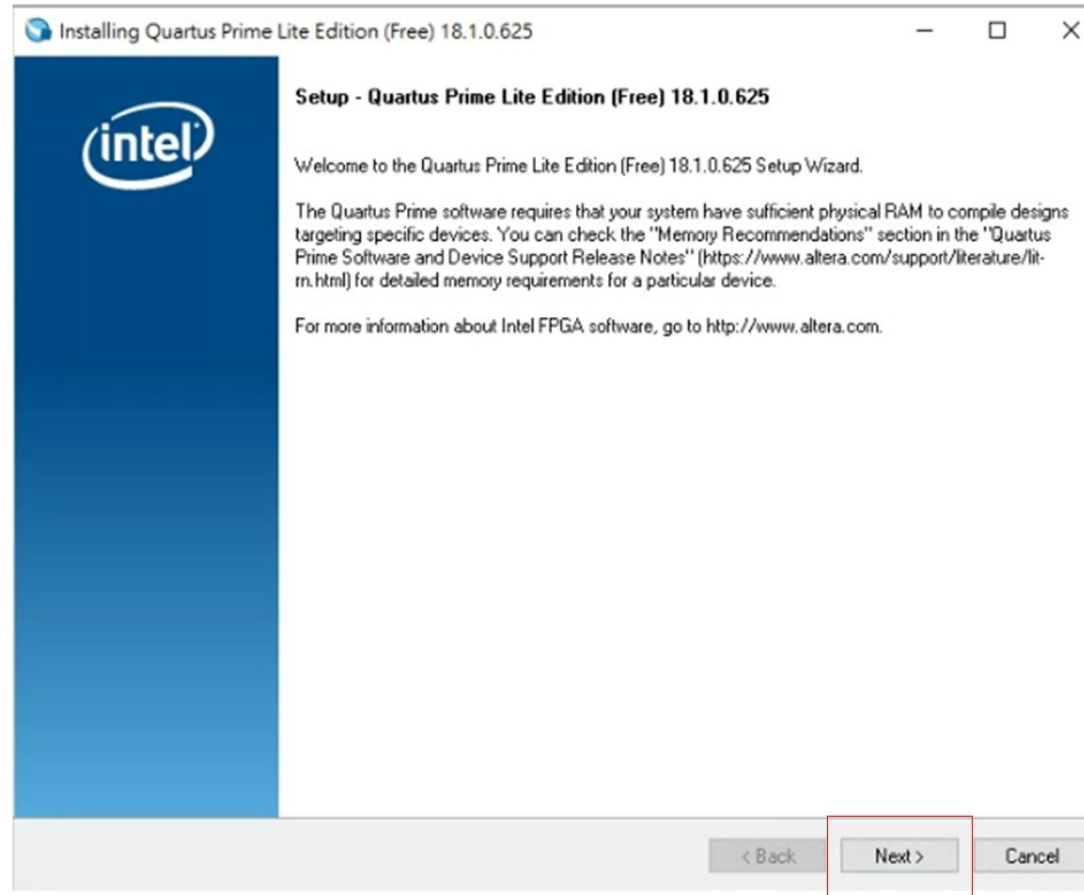 Installing Quartus Prime Lite Edition (Free) 18.1.0.625
intel
Setup - Quartus Prime Lite Edition (Free) 18.1.0.625
Welcome to the Quartus Prime Lite Edition (Free) 18.1.0.625 Setup Wizard.
The Quartus Prime software requires that your system have sufficient physical RAM to compile designs
targeting specific devices. You can check the "Memory Recommendations" section in the "Quartus
Prime Software and Device Support Release Notes" (https://www.altera.com/support/literature/lit-
rn.html) for detailed memory requirements for a particular device.
For more information about Intel FPGA software, go to http://www.altera.com.
< Back Next > Cancel